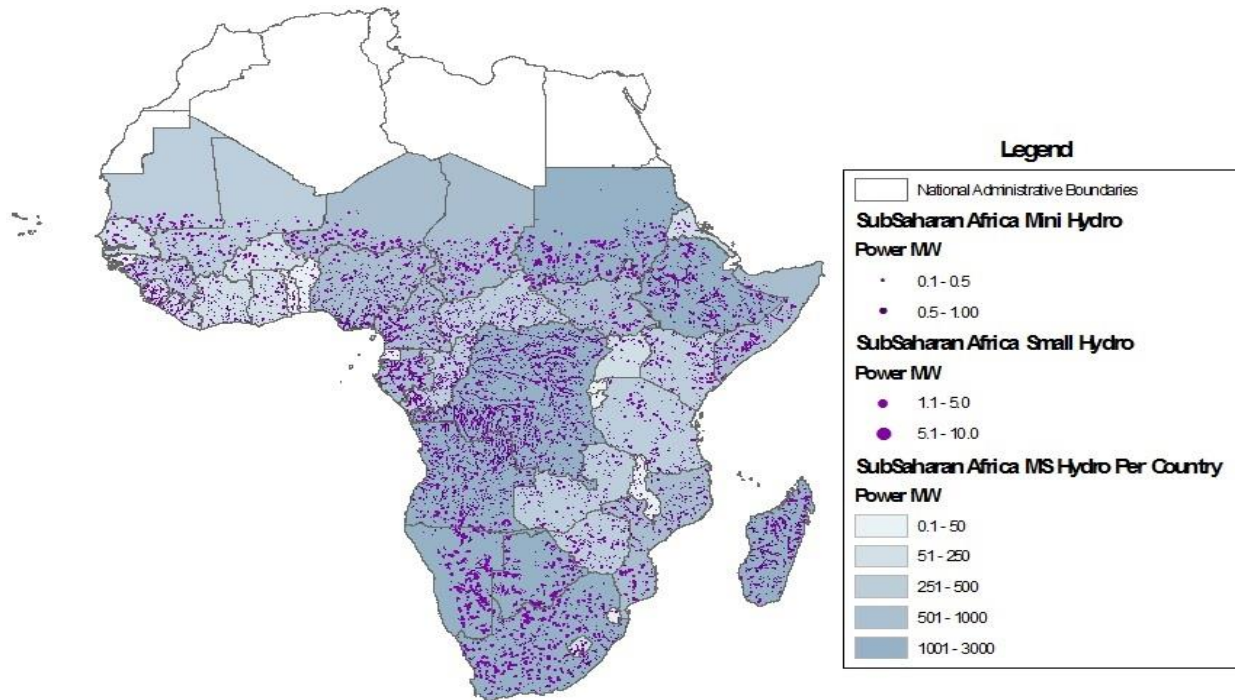 Legend
National Administrative Boundaries
SubSaharan Africa Mini Hydro
Power MW
0.1 - 0.5
0.5 - 1.00
SubSaharan Africa Small Hydro
Power MW
1.1 - 5.0
5.1 - 10.0
SubSaharan Africa MS Hydro Per Country
Power MW
0.1 - 50
51 - 250
251 - 500
501 - 1000
1001 - 3000